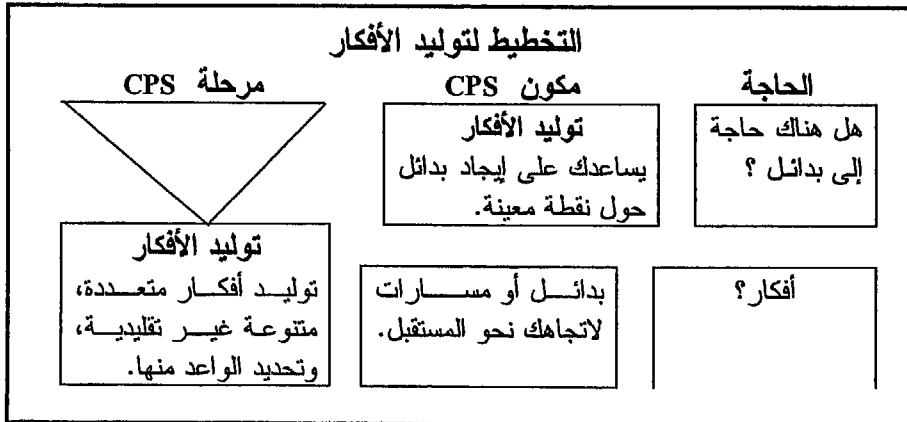 التخطيط لتوليد الأفكار
الحاجة
مكون CPS
مرحلة CPS
هل هناك حاجة
إلى بدائل ؟
توليد الأفكار
يساعدك على إيجاد بدائل
حول نقطة معينة.
أفكار؟
بدائل أو مسارات
لاتجاهك نحو المستقبل.
توليد الأفكار
توليد أفكار متعددة،
متنوعة غير تقليدية،
وتحديد الواعد منها.